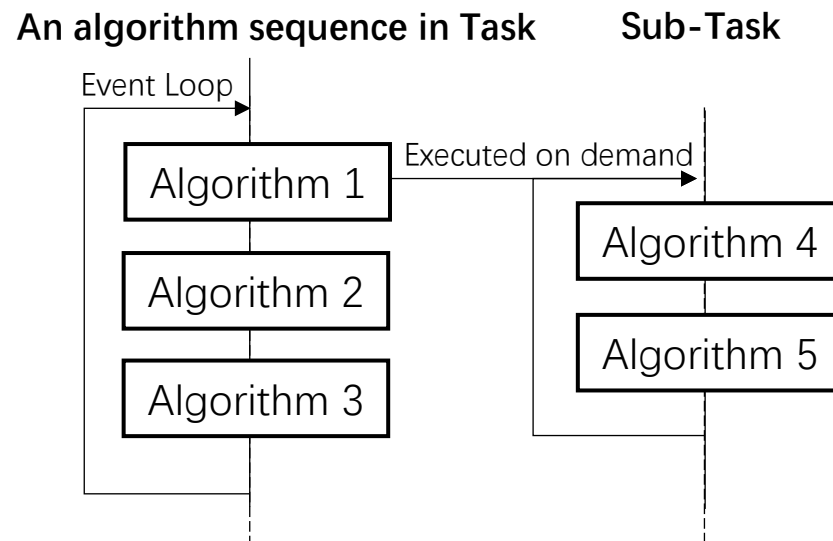 An algorithm sequence in Task
Sub-Task
Event Loop
Executed on demand
Algorithm 1
Algorithm 2
Algorithm 3
Algorithm 4
Algorithm 5